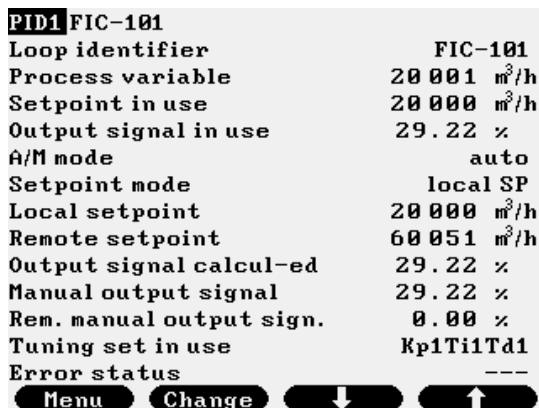 PID1 FIC-101
Loop identifier FIC-101
Process variable 20 001 m³/h
Setpoint in use 20 000 m³/h
Output signal in use 29.22 %
A/M mode auto
Setpoint mode local SP
Local setpoint 20 000 m³/h
Remote setpoint 60 051 m³/h
Output signal calcul-ed 29.22 %
Manual output signal 29.22 %
Rem. manual output sign. 0.00 %
Tuning set in use Kp1Ti1Td1
Error status ---
Menu Change ⬇ ⬆